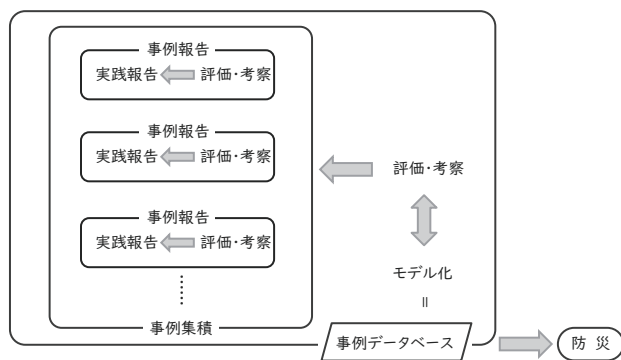 事例報告
実践報告 評価・考察
事例報告
実践報告 評価・考察
事例報告
実践報告 評価・考察
事例集積
評価・考察
モデル化
=
事例データベース
防災